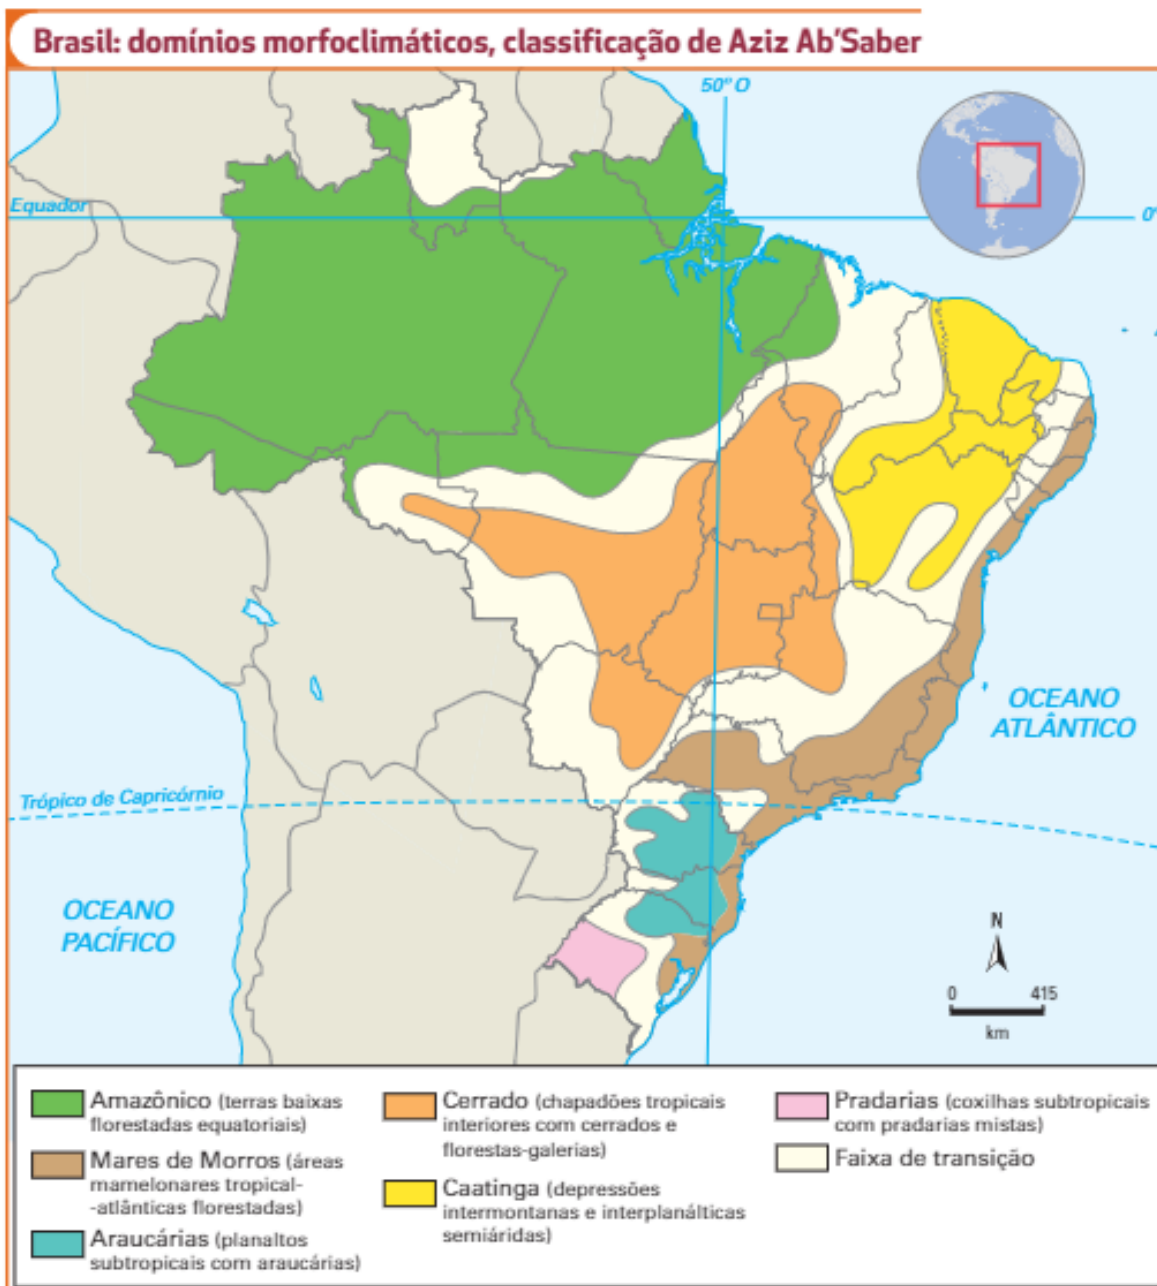 Brasil: domínios morfoclimáticos, classificação de Aziz Ab'Saber
50º O
Equador
0°
OCEANO
ATLÂNTICO
Trópico de Capricórnio
OCEANO
PACÍFICO
N
0 415
km
Amazônico (terras baixas
florestadas equatoriais)
Mares de Morros (áreas
mamelonares tropical-
-atlânticas florestadas)
Araucárias (planaltos
subtropicais com araucárias)
Cerrado (chapadões tropicais
interiores com cerrados e
florestas-galerias)
Caatinga (depressões
intermontana e interplanálticas
semiáridas)
Pradarias (coxilhas subtropicais
com pradarias mistas)
Faixa de transição